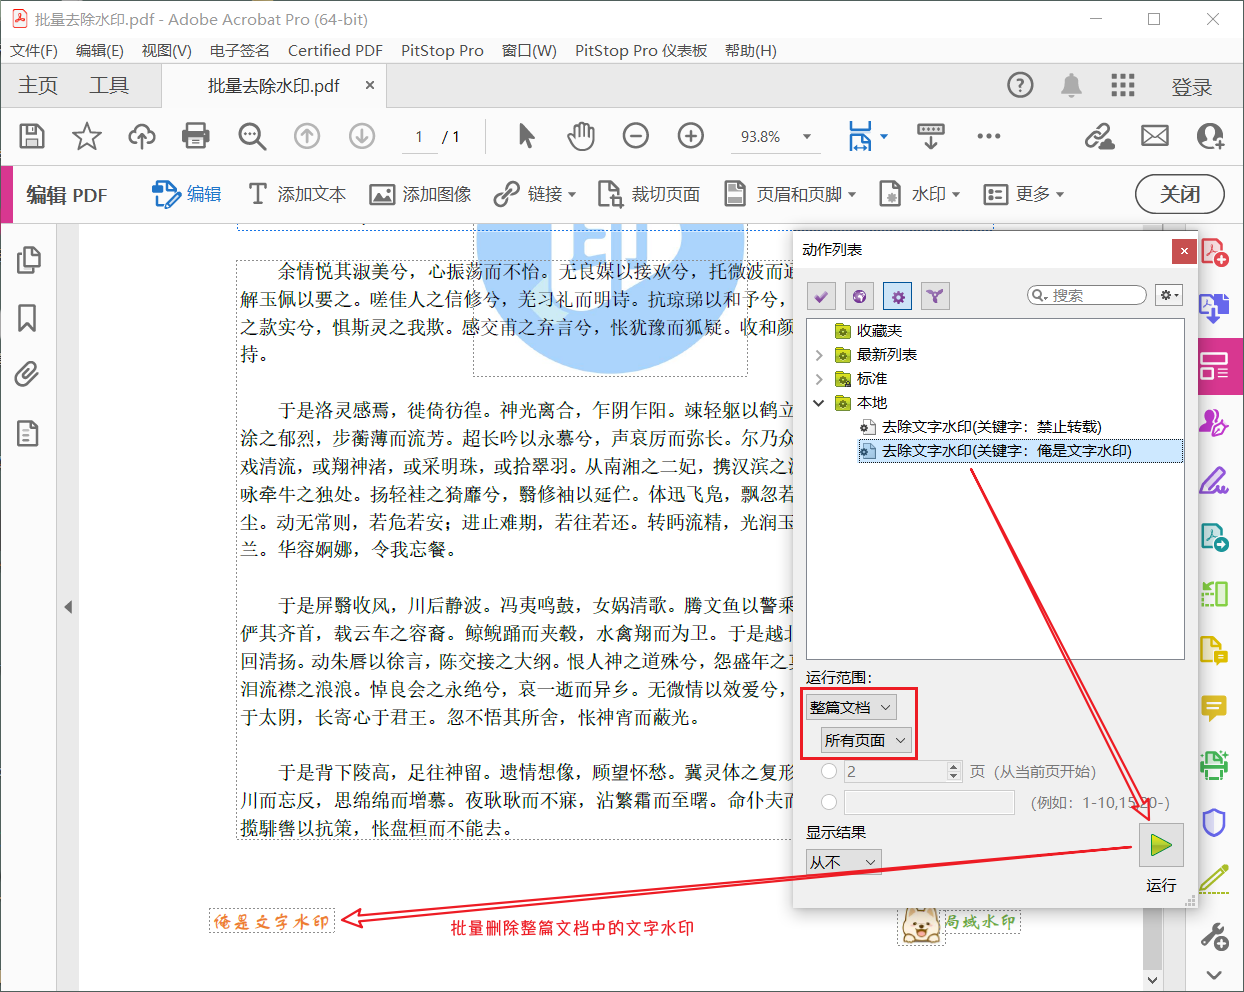 批量去除水印.pdf - Adobe Acrobat Pro (64-bit)
文件(F) 编辑(E) 视图(V) 电子签名 Certified PDF PitStop Pro 窗口(W) PitStop Pro 仪表板 帮助(H)
主页 工具 批量去除水印.pdf × 登录
1 / 1 93.8%
编辑 PDF 编辑 添加文本 添加图像 链接 裁切页面 页眉和页脚 水印 更多 关闭
余情悦其淑美兮，心振荡而不怡。无良媒以接欢兮，托微波而通
解玉佩以要之。嗟佳人之信修兮，羌习礼而明诗。抗琼珶以和予兮，
之款实兮，惧斯灵之我欺。感交甫之弃言兮，怅犹豫而狐疑。收和颜
持。
于是洛灵感焉，徙倚彷徨。神光离合，乍阴乍阳。竦轻躯以鹤立
涂之郁烈，步蘅薄而流芳。超长吟以永慕兮，声哀厉而弥长。尔乃众
戏清流，或翔神渚，或采明珠，或拾翠羽。从南湘之二妃，携汉滨之游
咏牵牛之独处。扬轻袿之猗靡兮，翳修袖以延伫。体迅飞凫，飘忽若
尘。动无常则，若危若安；进止难期，若往若还。转眄流精，光润玉
兰。华容婀娜，令我忘餐。
于是屏翳收风，川后静波。冯夷鸣鼓，女娲清歌。腾文鱼以警乘
俨其齐首，载云车之容裔。鲸鲵踊而夹毂，水禽翔而为卫。于是越北
回清扬。动朱唇以徐言，陈交接之大纲。恨人神之道殊兮，怨盛年之
泪流襟之浪浪。悼良会之永绝兮，哀一逝而异乡。无微情以效爱兮，
于太阴，长寄心于君王。忽不悟其所舍，怅神宵而蔽光。
于是背下陵高，足往神留。遗情想像，顾望怀愁。冀灵体之复形
川而忘反，思绵绵而增慕。夜耿耿而不寐，沾繁霜而至曙。命仆夫而
揽騑辔以抗策，怅盘桓而不能去。
俺是文字水印
批量删除整篇文档中的文字水印
局域水印
动作列表
搜索
收藏夹
最新列表
标准
本地
去除文字水印(关键字：禁止转载)
去除文字水印(关键字：俺是文字水印)
运行范围：
整篇文档
所有页面
2 页 (从当前页开始)
(例如：1-10,15,20-)
显示结果
从不
运行